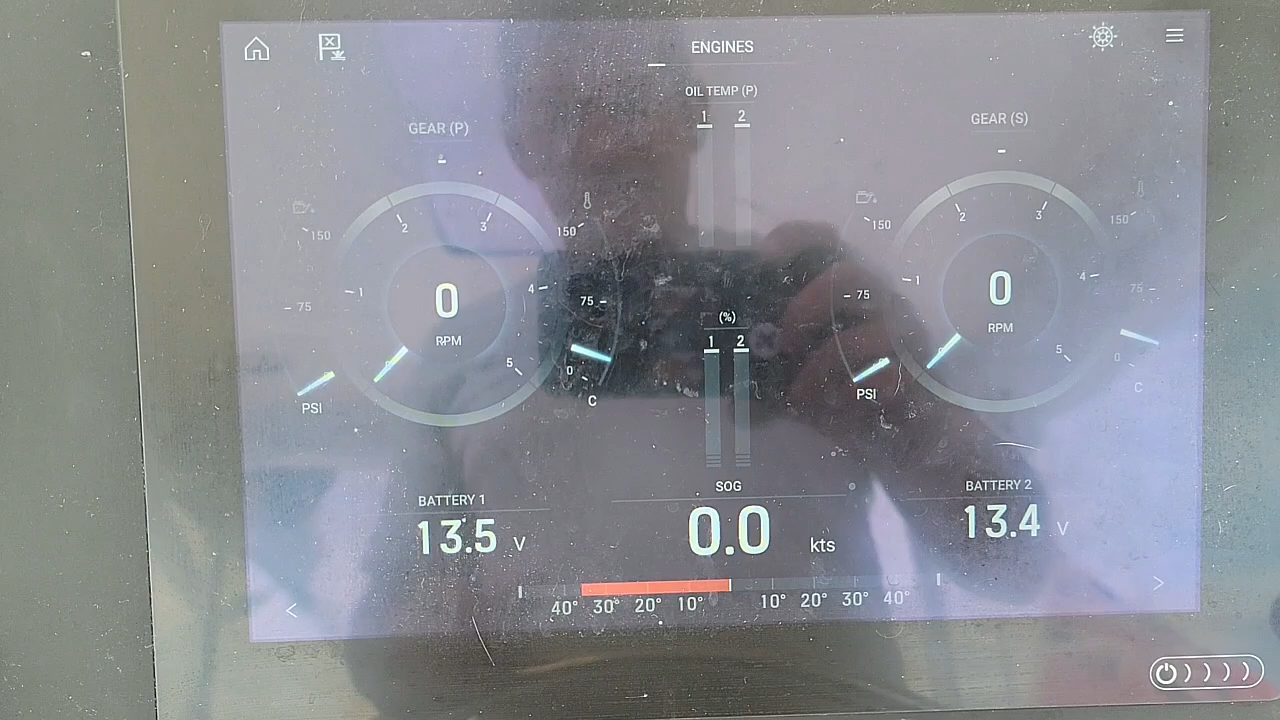 ENGINES
OIL TEMP (P)
1 2
GEAR (P)
-
150
75
PSI
1
2
3
4
5
0
0
RPM
150
75
0
C
(%)
1 2
GEAR (S)
-
150
75
PSI
1
2
3
4
5
0
0
RPM
150
75
0
C
BATTERY 1
13.5 V
SOG
0.0 kts
BATTERY 2
13.4 V
40° 30° 20° 10° 10° 20° 30° 40°
< >